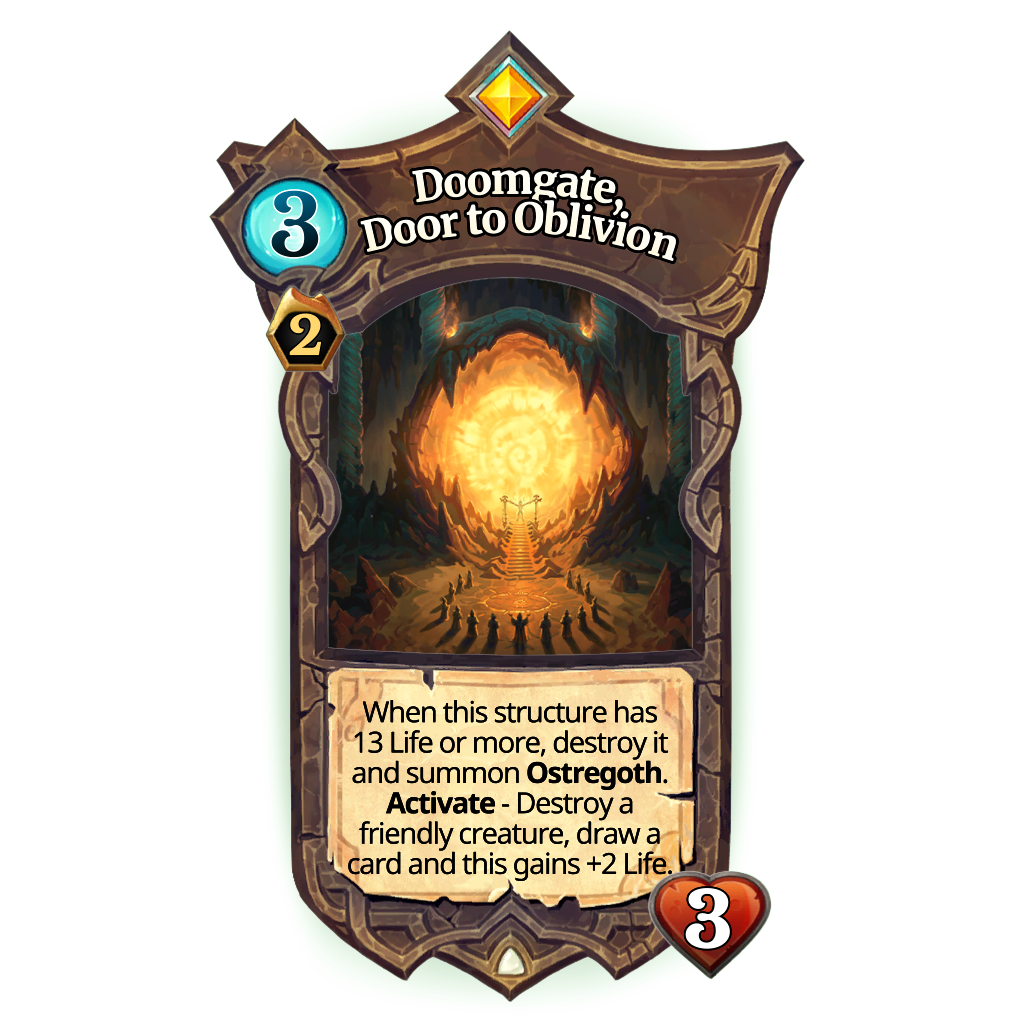 3
Doomgate,
Door to Oblivion
2
When this structure has
13 Life or more, destroy it
and summon Ostregoth.
Activate - Destroy a
friendly creature, draw a
card and this gains +2 Life.
3